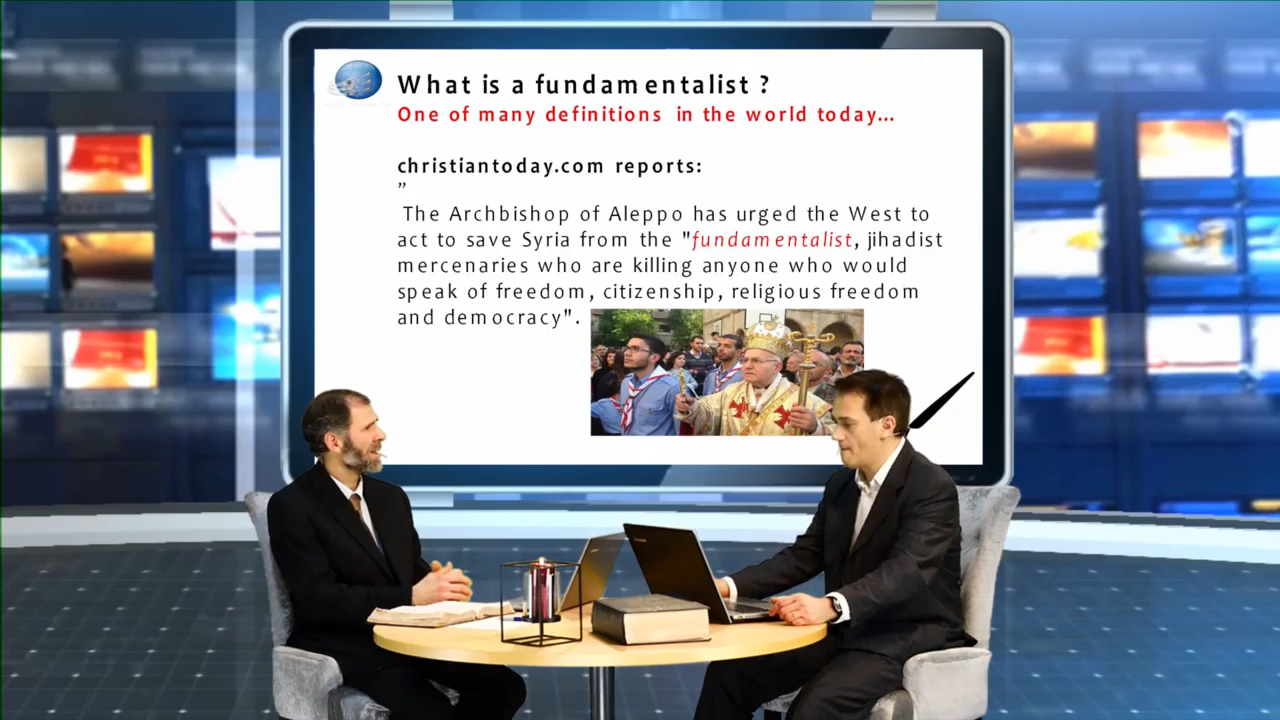 What is a fundamentalist ?
One of many definitions in the world today...
christiantoday.com reports:
”
The Archbishop of Aleppo has urged the West to
act to save Syria from the "fundamentalist, jihadist
mercenaries who are killing anyone who would
speak of freedom, citizenship, religious freedom
and democracy".